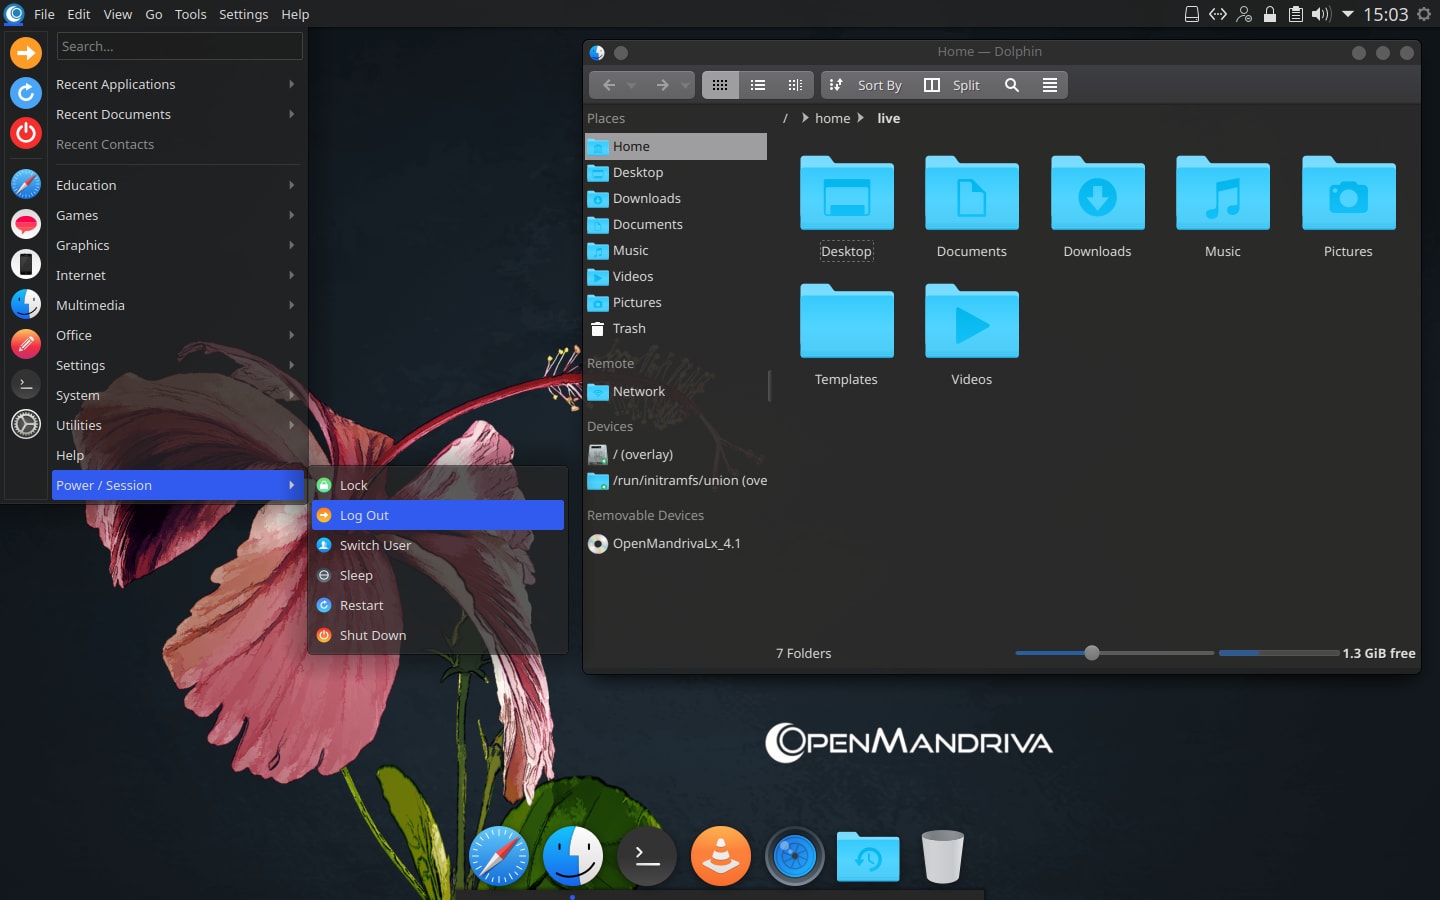 File Edit View Go Tools Settings Help
15:03
Search...
Recent Applications
Recent Documents
Recent Contacts
Education
Games
Graphics
Internet
Multimedia
Office
Settings
System
Utilities
Help
Power / Session
Lock
Log Out
Switch User
Sleep
Restart
Shut Down
Home — Dolphin
Sort By Split
Places
Home
Desktop
Downloads
Documents
Music
Videos
Pictures
Trash
Remote
Network
Devices
/ (overlay)
/run/initramfs/union (ove
Removable Devices
OpenMandrivaLx_4.1
/ home live
Desktop Documents Downloads Music Pictures
Templates Videos
7 Folders 1.3 GiB free
OPENMANDRIVA